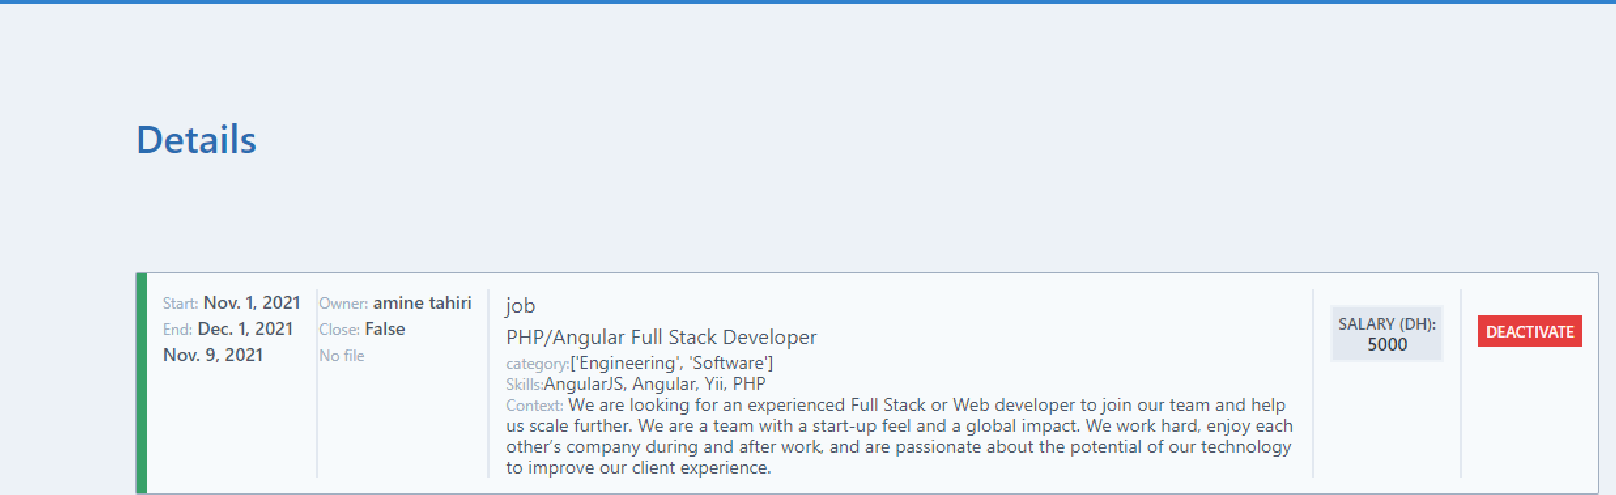 Details
Start: Nov. 1, 2021
End: Dec. 1, 2021
Nov. 9, 2021
Owner: amine tahiri
Close: False
No file
job
PHP/Angular Full Stack Developer
category:['Engineering', 'Software']
Skills:AngularJS, Angular, Yii, PHP
Context: We are looking for an experienced Full Stack or Web developer to join our team and help
us scale further. We are a team with a start-up feel and a global impact. We work hard, enjoy each
other’s company during and after work, and are passionate about the potential of our technology
to improve our client experience.
SALARY (DH):
5000
DEACTIVATE